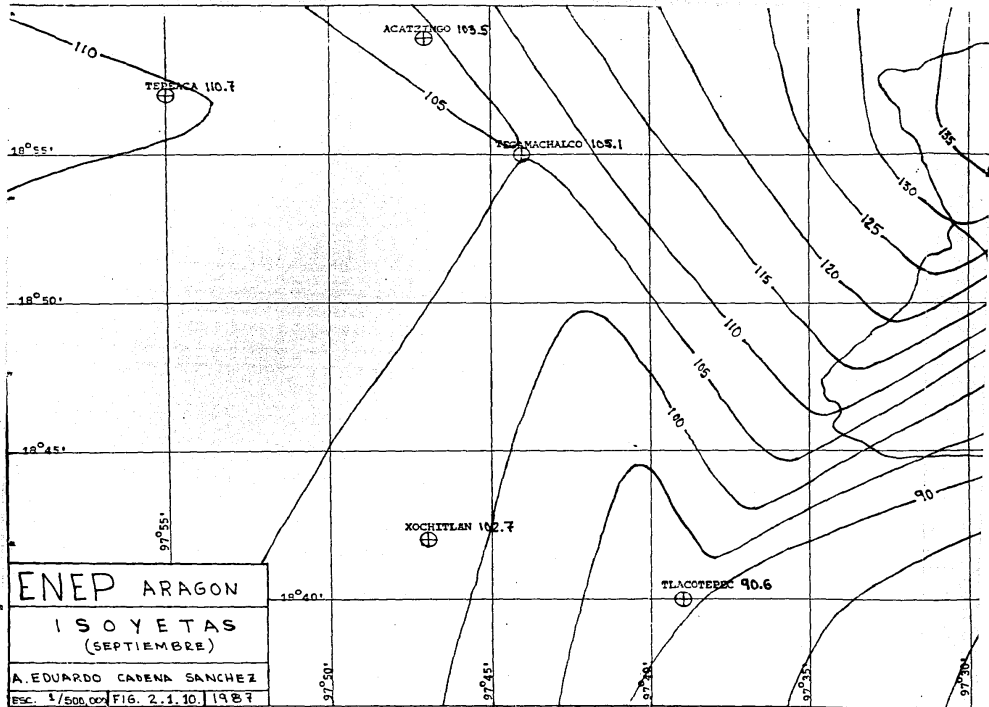 ACATZINGO 103.5
110
TEPEACA 110.7
105
135
TECAMACHALCO 105.1
18°55'
130
125
120
115
18°50'
110
105
100
18°45'
90
97°55'
XOCHITLAN 102.7
TLACOTEPEC 90.6
18°40'
97°50'
97°45'
97°40'
97°35'
97°30'
ENEP ARAGON
ISOYETAS
(SEPTIEMBRE)
A. EDUARDO CADENA SANCHEZ
ESC. 1/500,000 FIG. 2.1.10. 1987